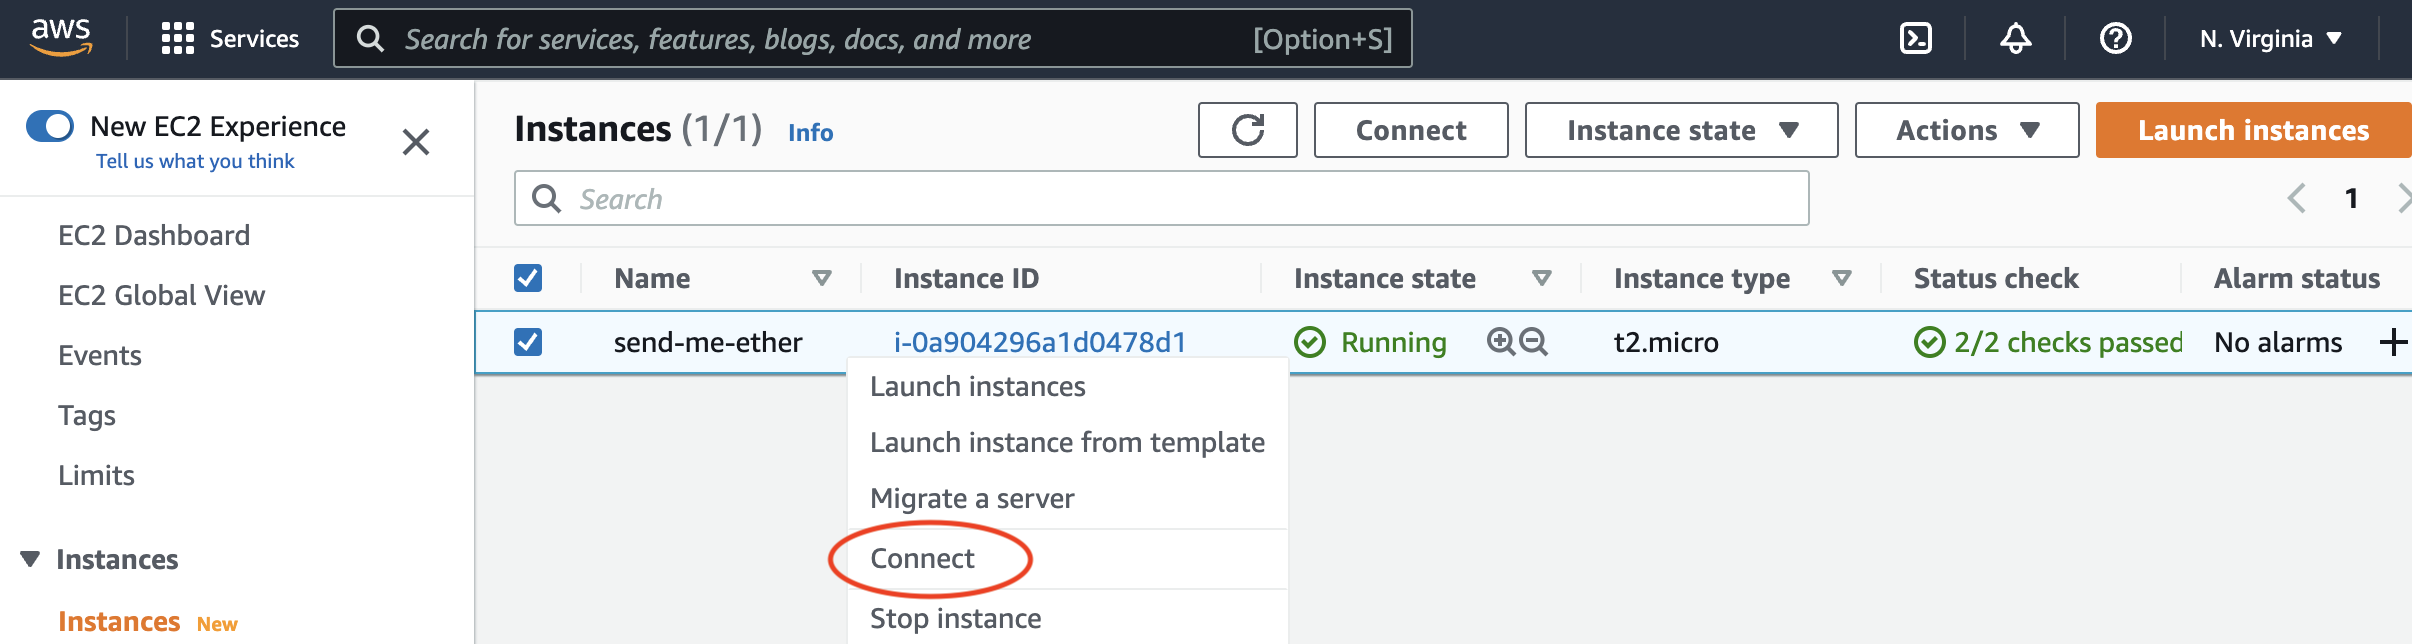 aws
Services
Search for services, features, blogs, docs, and more
[Option+S]
N. Virginia
New EC2 Experience
Tell us what you think
EC2 Dashboard
EC2 Global View
Events
Tags
Limits
Instances
Instances New
Instances (1/1) Info
Connect
Instance state
Actions
Launch instances
Search
1
Name Instance ID Instance state Instance type Status check Alarm status
send-me-ether i-0a904296a1d0478d1 Running t2.micro 2/2 checks passed No alarms
Launch instances
Launch instance from template
Migrate a server
Connect
Stop instance